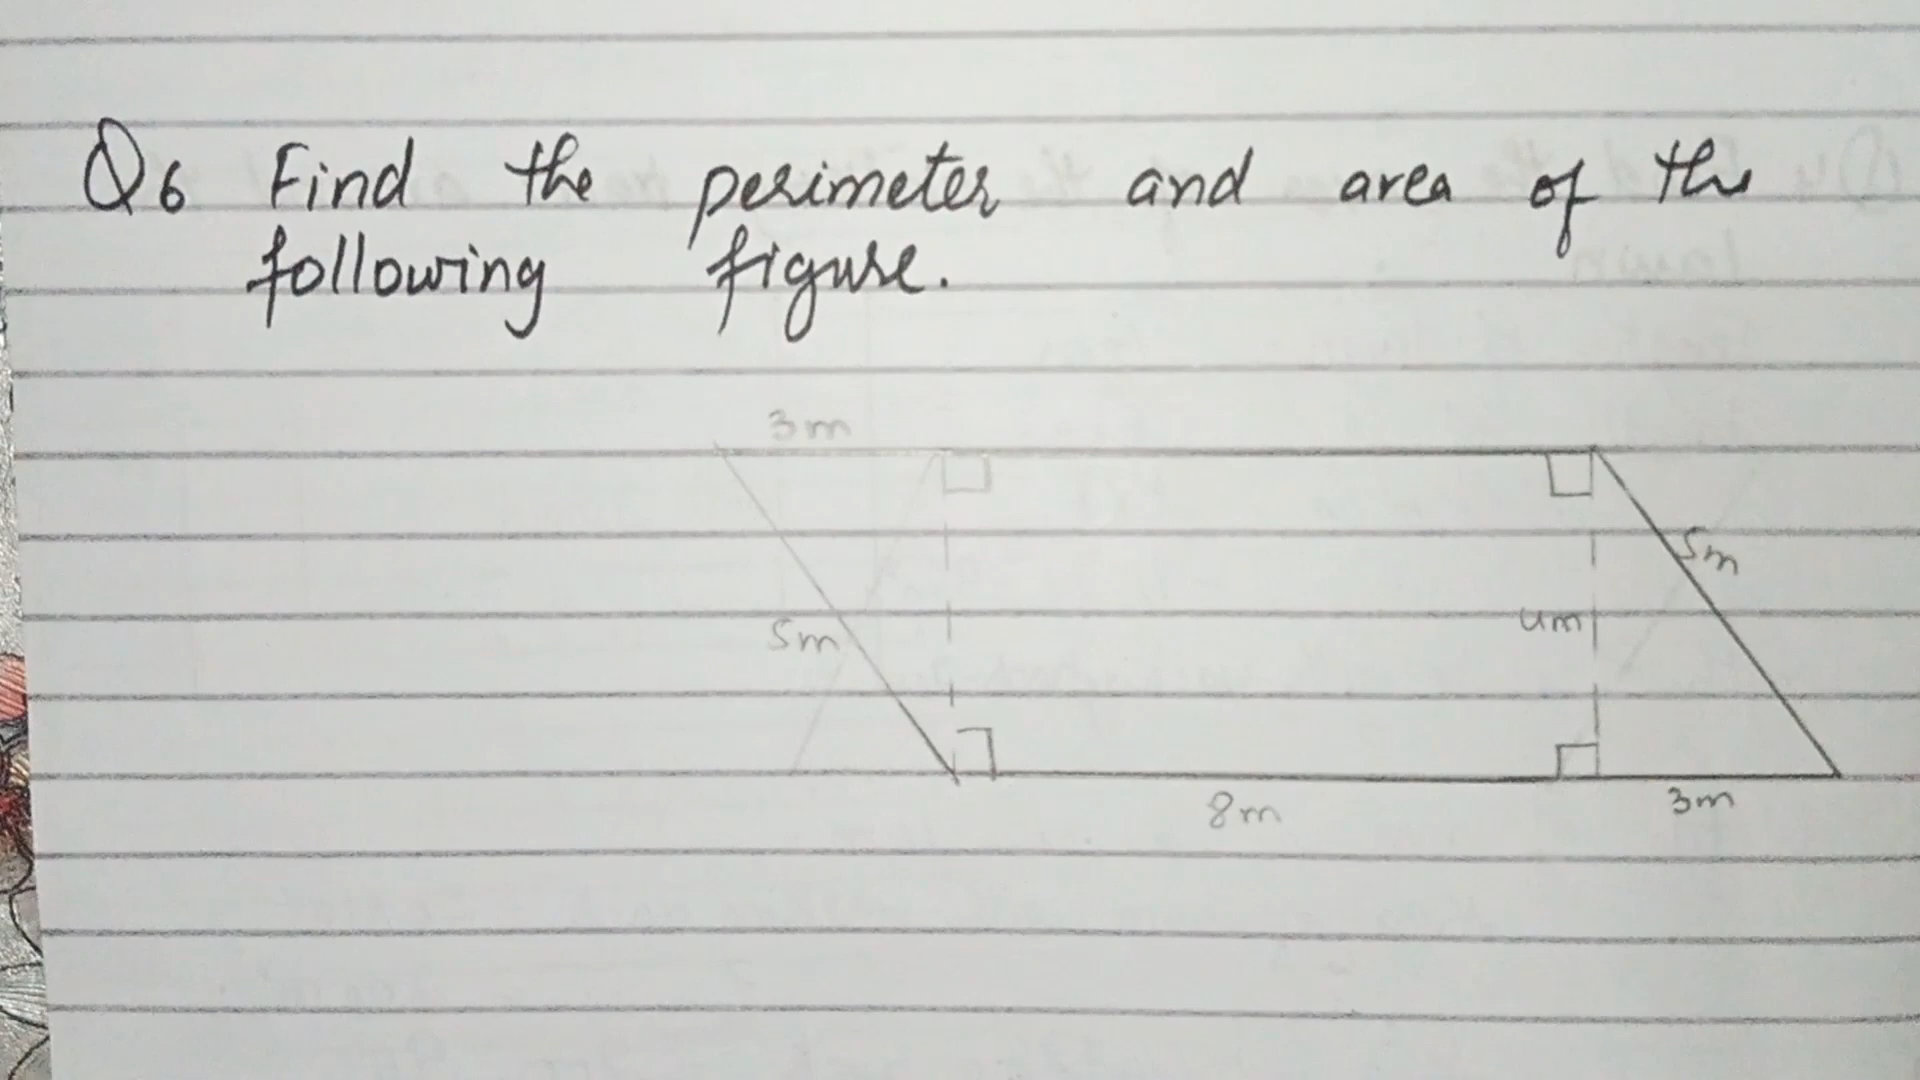 Q6 Find the perimeter and area of the
following figure.
3m
5m
5m
4m
8m
3m